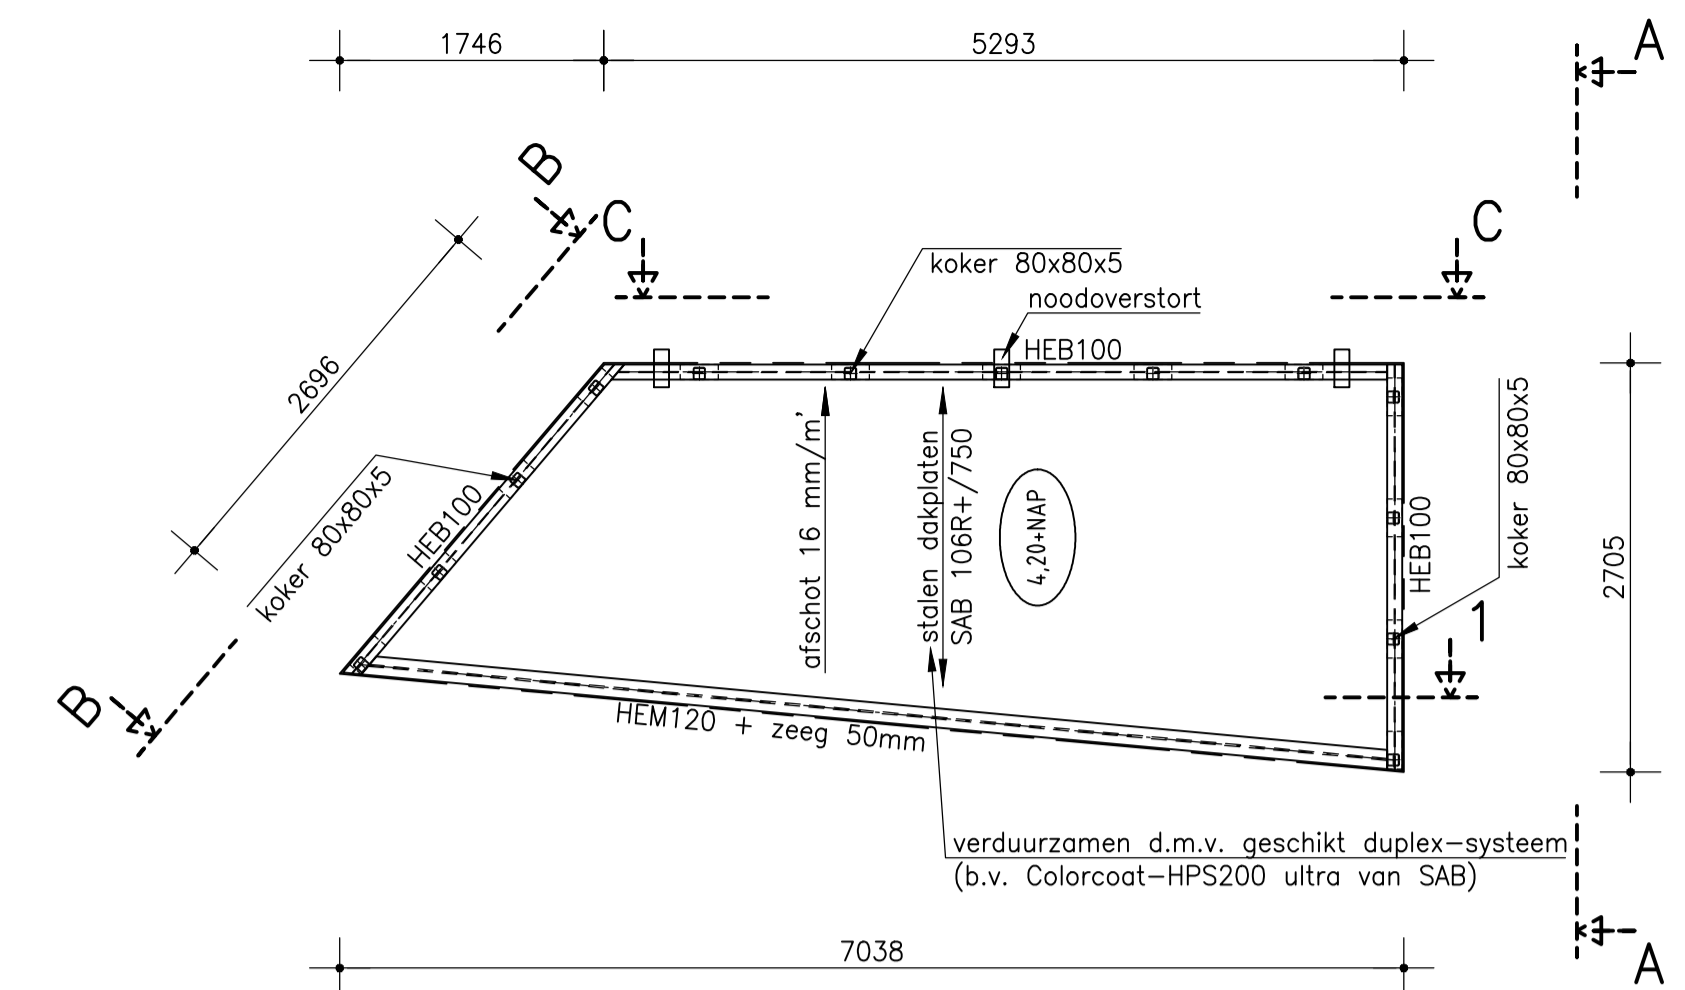 1746
5293
A
B
C
C
koker 80x80x5
noodoverstort
HEB100
2696
koker 80x80x5
HEB100
afschot 16 mm/m'
stalen dakplaten
SAB 106R+/750
4,20+NAP
HEB100
koker 80x80x5
2705
1
B
HEM120 + zeeg 50mm
verduurzamen d.m.v. geschikt duplex-systeem
(b.v. Colorcoat-HPS200 ultra van SAB)
7038
A